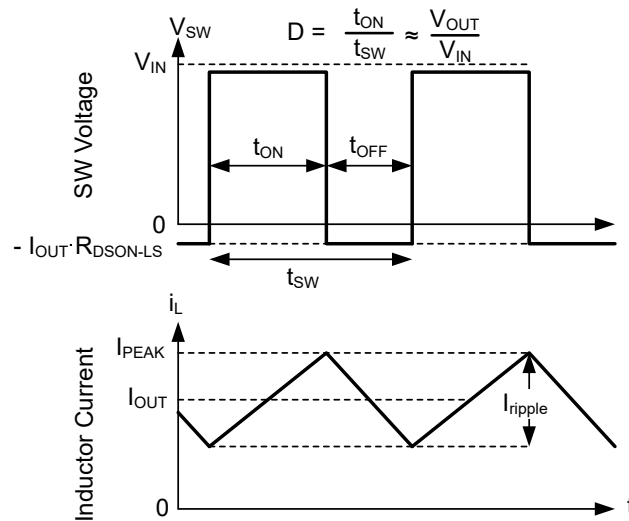 V_SW
D = t_ON / t_SW ≈ V_OUT / V_IN
V_IN
SW Voltage
t_ON
t_OFF
0
- I_OUT·R_DSON-LS
t_SW
i_L
I_PEAK
Inductor Current
I_OUT
I_ripple
0
t